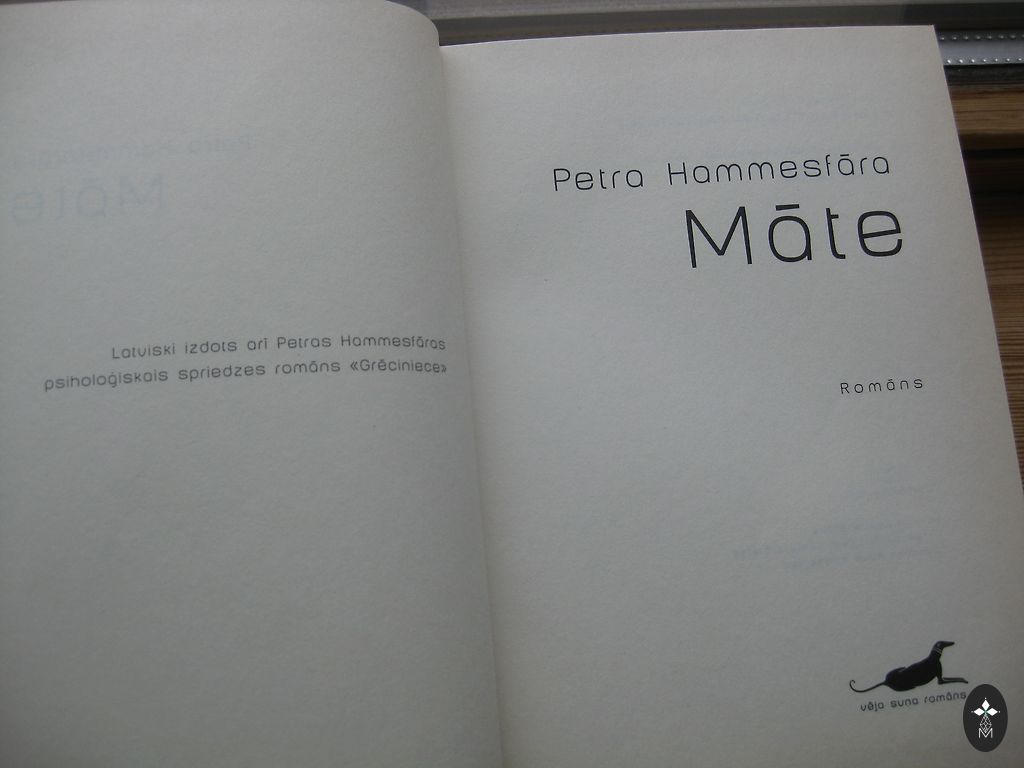 Latviski izdots arī Petras Hammesfāras
psiholoģiskais spriedzes romāns «Grēciniece»
Petra Hammesfāra
Māte
Romāns
vēja suņa romāns
M